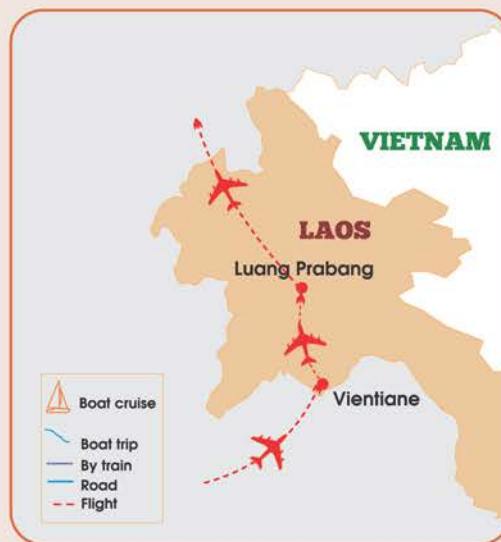 VIETNAM
LAOS
Luang Prabang
Vientiane
Boat cruise
Boat trip
By train
Road
Flight